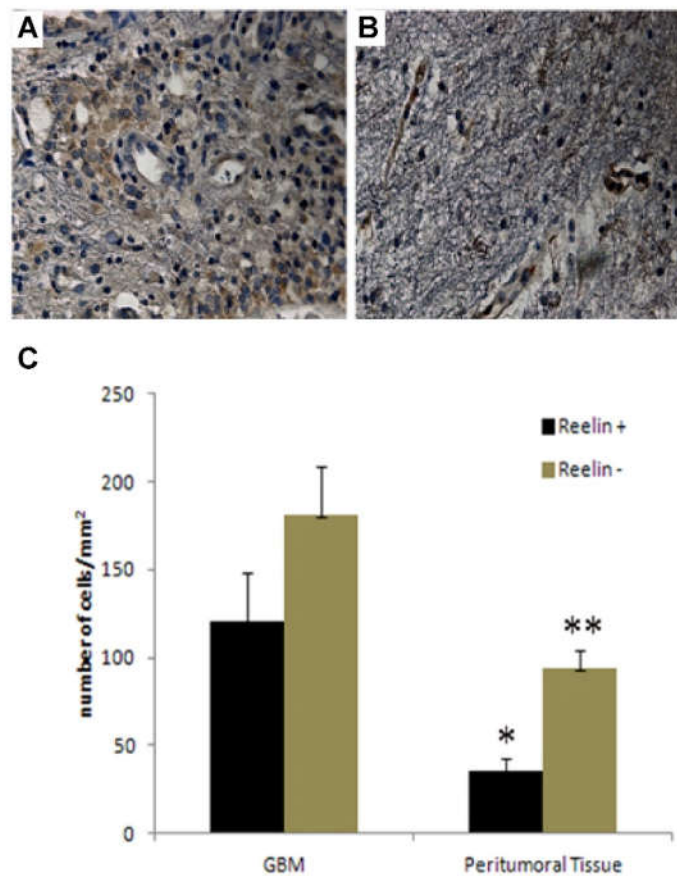 A
B
C
number of cells/mm²
250
200
150
100
50
0
Reelin +
Reelin -
*
**
GBM
Peritumoral Tissue